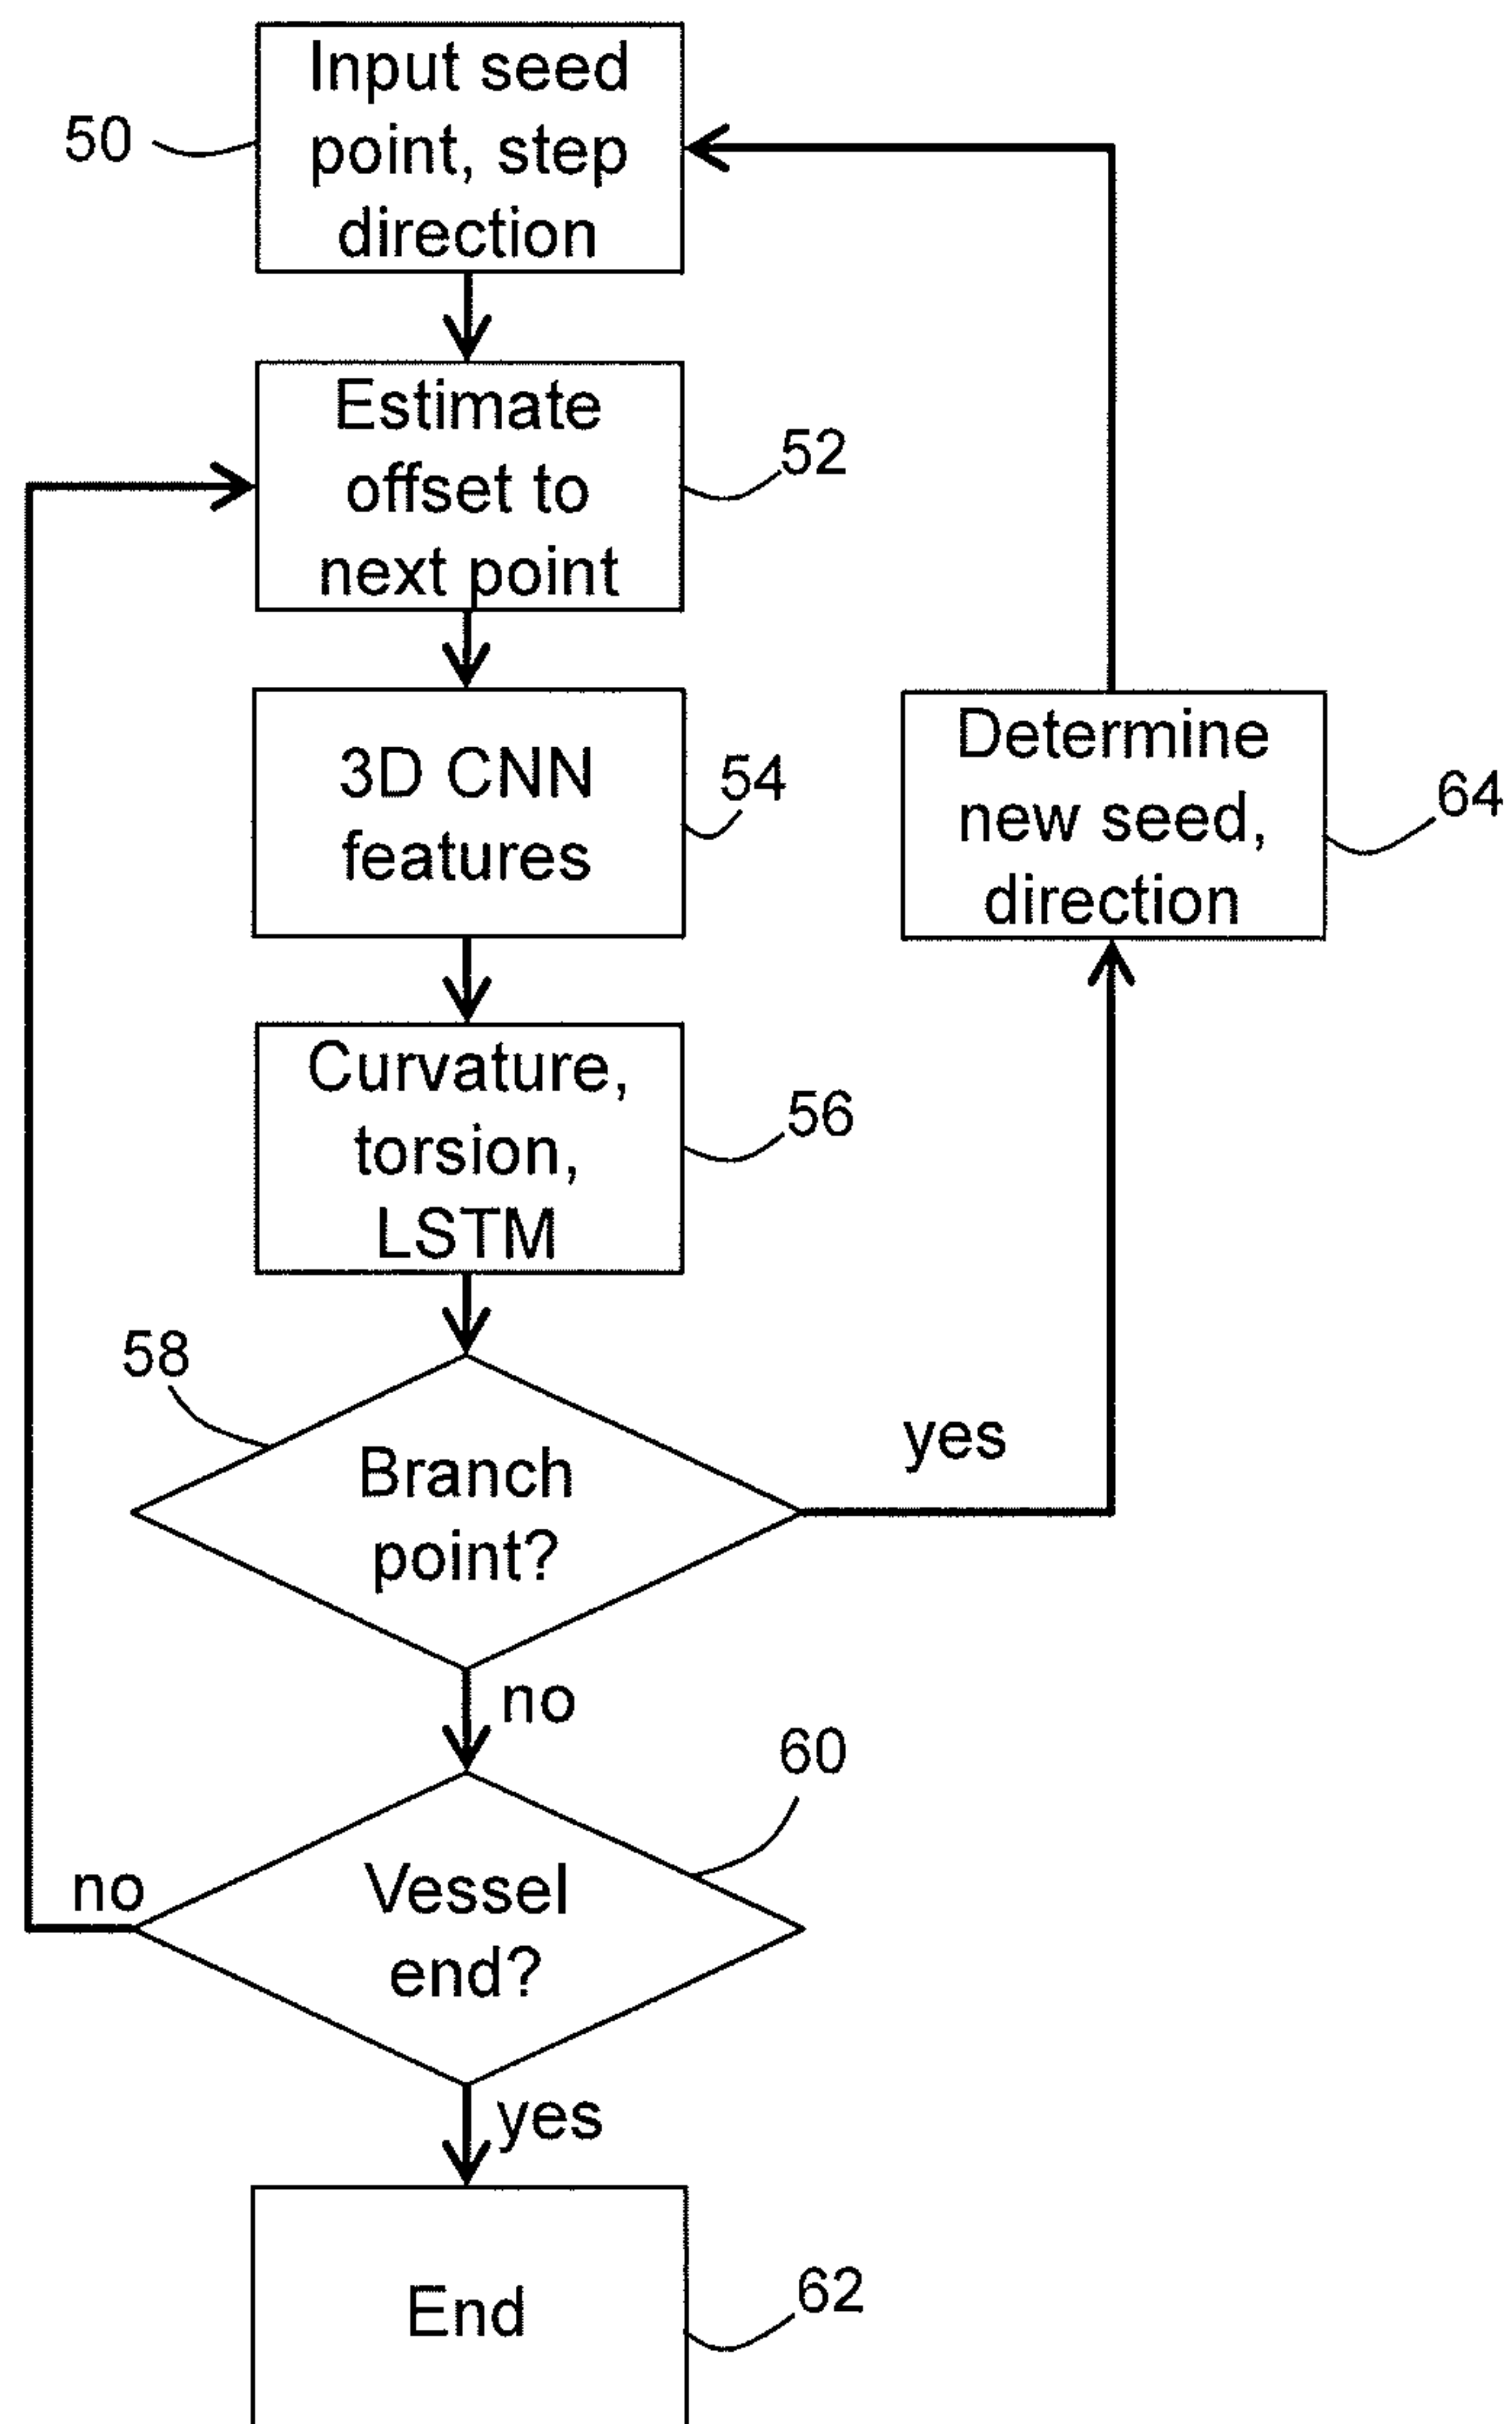 Input seed
point, step
direction
50
Estimate
offset to
next point
52
3D CNN
features
54
Determine
new seed,
direction
64
Curvature,
torsion,
LSTM
56
58
Branch
point?
yes
no
60
Vessel
end?
no
yes
End
62